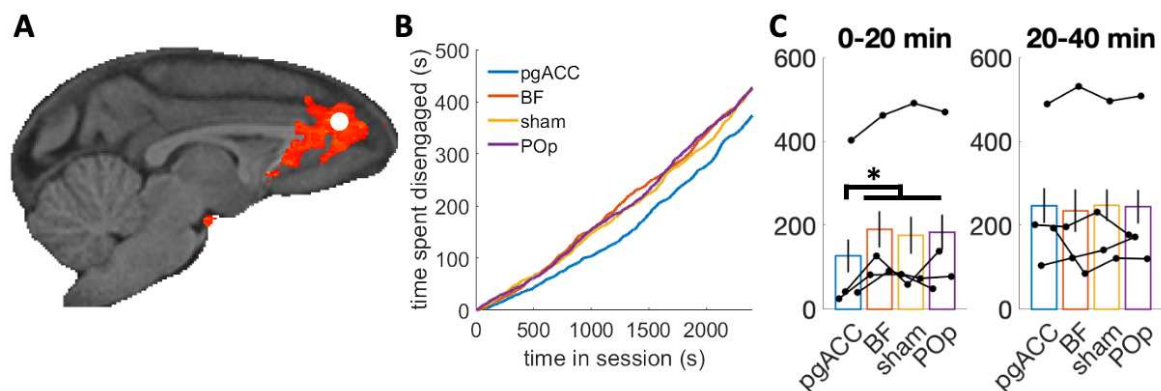 A
B
C
500
400
300
200
100
0
time spent disengaged (s)
pgACC
BF
sham
POp
0
500
1000
1500
2000
time in session (s)
0-20 min
600
400
200
0
*
pgACC
BF
sham
POp
20-40 min
600
400
200
0
pgACC
BF
sham
POp